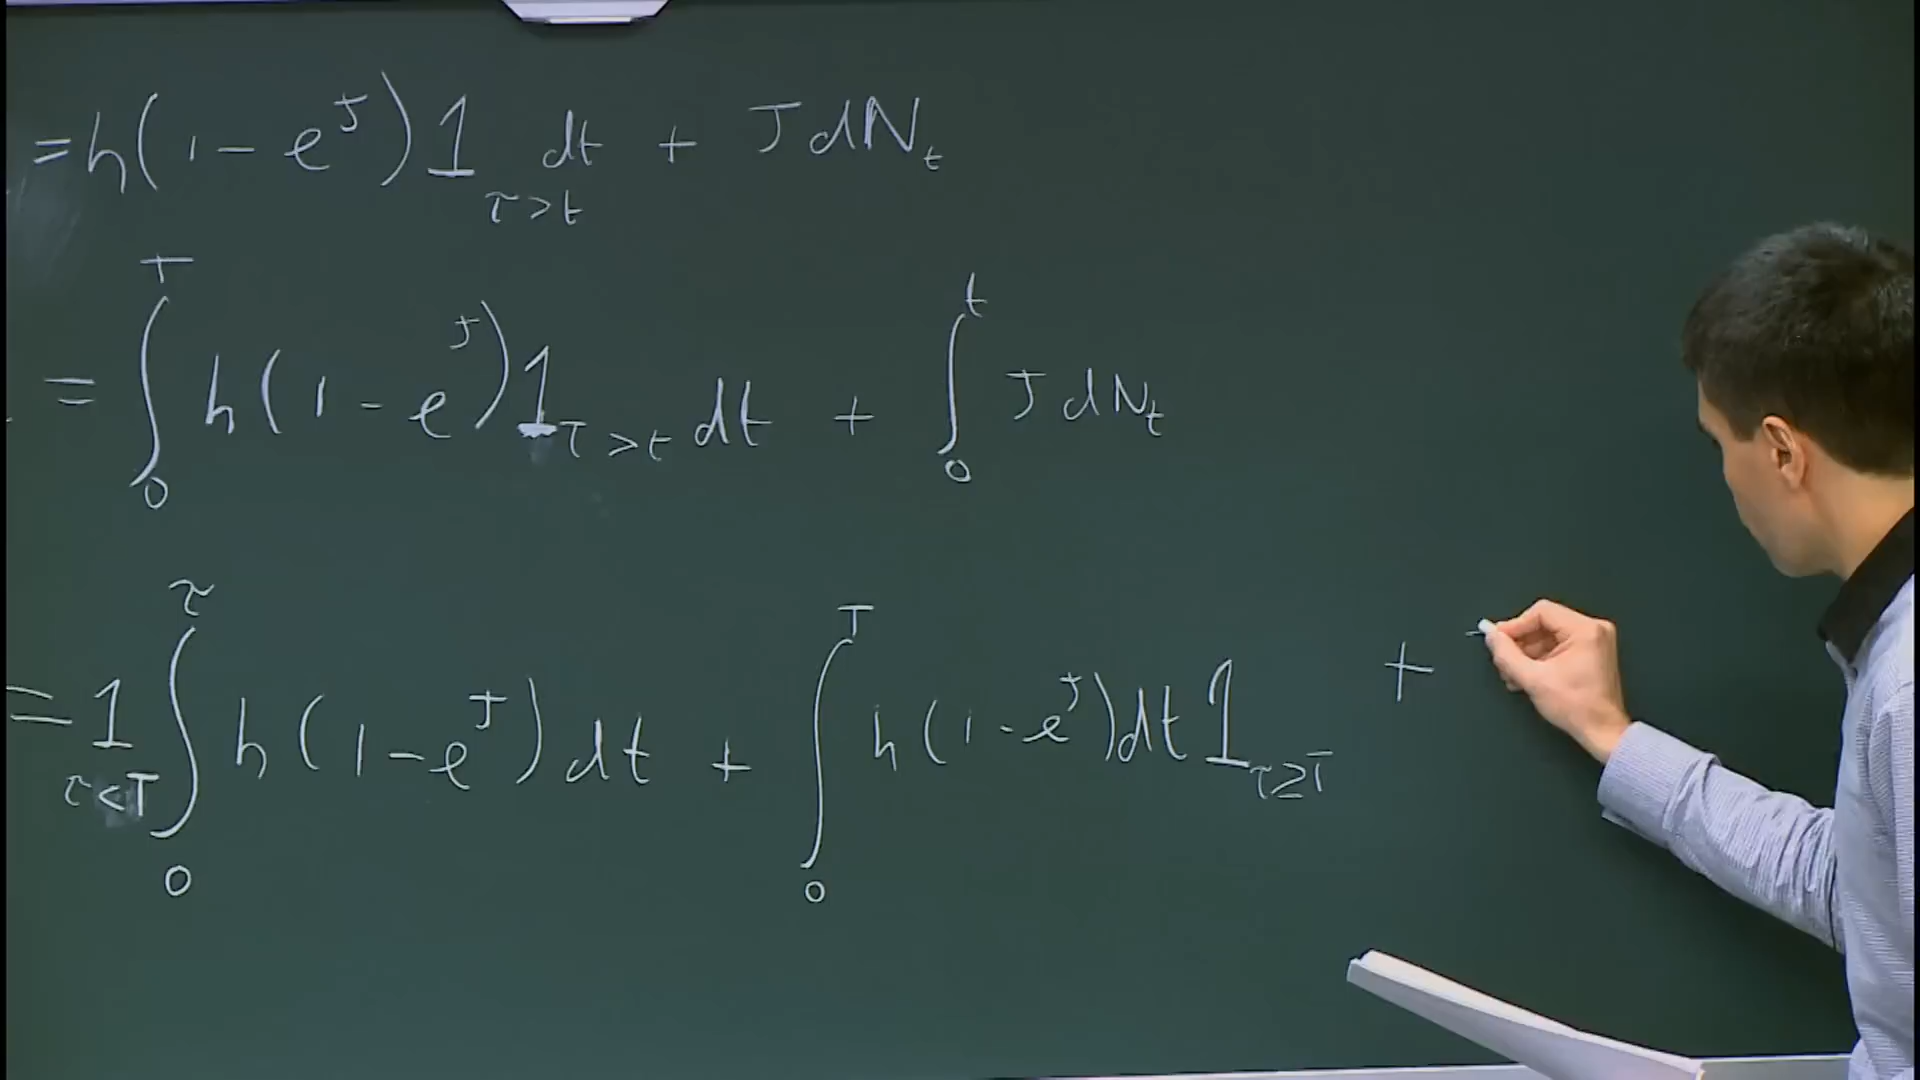 = h(1 - e^J) 1_{τ>t} dt + J dN_t
= ∫_0^T h(1 - e^J) 1_{τ>t} dt + ∫_0^t J dN_t
= 1_{τ<T} ∫_0^τ h(1 - e^J) dt + ∫_0^T h(1 - e^J) dt 1_{τ≥T} +